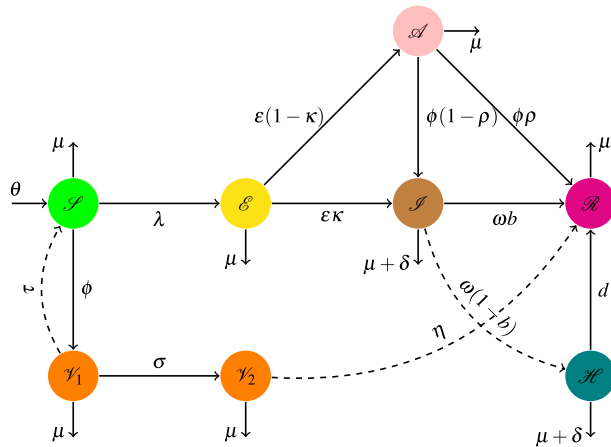 𝒜
μ
ε(1−κ)
ϕ(1−ρ)
ϕρ
μ
μ
θ
𝒮
λ
ℰ
εκ
ℐ
ωb
ℛ
μ
μ+δ
τ
ϕ
ω(1−b)
d
η
𝒱₁
σ
𝒱₂
ℋ
μ
μ
μ+δ